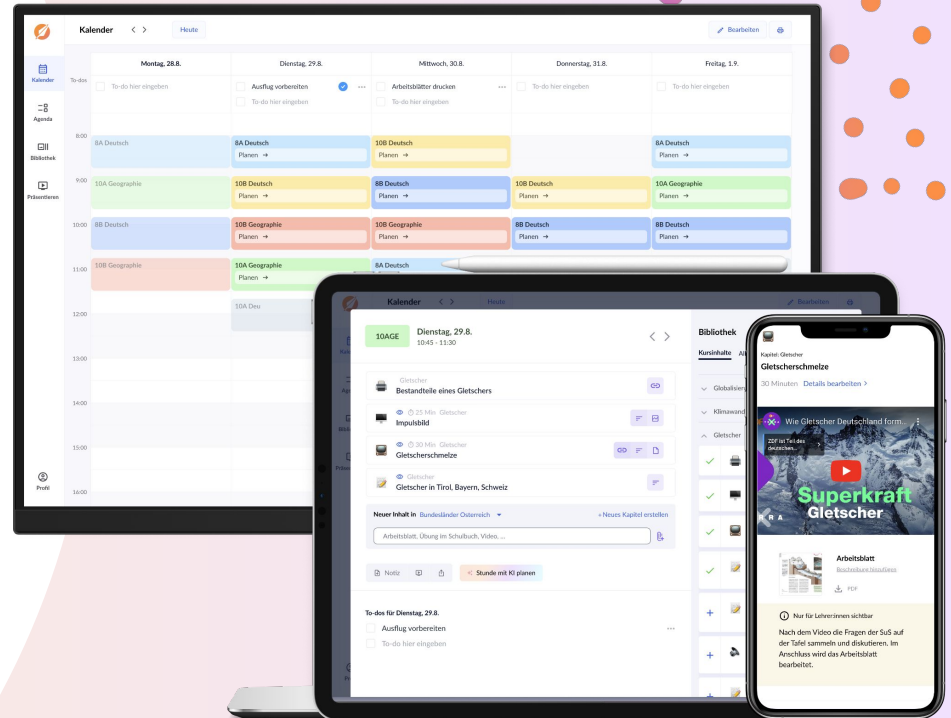 Kalender
Heute
Bearbeiten
Montag, 28.8.
Dienstag, 29.8.
Mittwoch, 30.8.
Donnerstag, 31.8.
Freitag, 1.9.
Kalender
To-dos
To-do hier eingeben
Ausflug vorbereiten
Arbeitsblätter drucken
To-do hier eingeben
To-do hier eingeben
To-do hier eingeben
To-do hier eingeben
Agenda
Bibliothek
Präsentieren
Profil
8:00
8A Deutsch
8A Deutsch
10B Deutsch
8A Deutsch
Planen →
Planen →
Planen →
9:00
10A Geographie
10B Deutsch
8B Deutsch
10B Deutsch
10A Geographie
Planen →
Planen →
Planen →
Planen →
10:00
8B Deutsch
10B Geographie
10B Geographie
8B Deutsch
8B Deutsch
Planen →
Planen →
Planen →
Planen →
11:00
10B Geographie
10A Geographie
8A Deutsch
Planen →
10A Deu
12:00
13:00
14:00
15:00
16:00
Kalender
Heute
Bearbeiten
10AGE
Dienstag, 29.8.
10:45 - 11:30
Gletscher
Bestandteile eines Gletschers
25 Min Gletscher
Impulsbild
30 Min Gletscher
Gletscherschmelze
Gletscher
Gletscher in Tirol, Bayern, Schweiz
Neuer Inhalt in Bundesländer Österreich
+ Neues Kapitel erstellen
Arbeitsblatt, Übung im Schulbuch, Video, ...
Notiz
Stunde mit KI planen
To-dos für Dienstag, 29.8.
Ausflug vorbereiten
To-do hier eingeben
Bibliothek
Kursinhalte
Gletscher
Kapitel: Gletscher
Gletscherschmelze
30 Minuten Details bearbeiten >
Wie Gletscher Deutschland form...
ZDF ist Teil des
deutschen...
Superkraft
Gletscher
Arbeitsblatt
Beschreibung hinzufügen
PDF
Nur für Lehrer:innen sichtbar
Nach dem Video die Fragen der SuS auf
der Tafel sammeln und diskutieren. Im
Anschluss wird das Arbeitsblatt
bearbeitet.